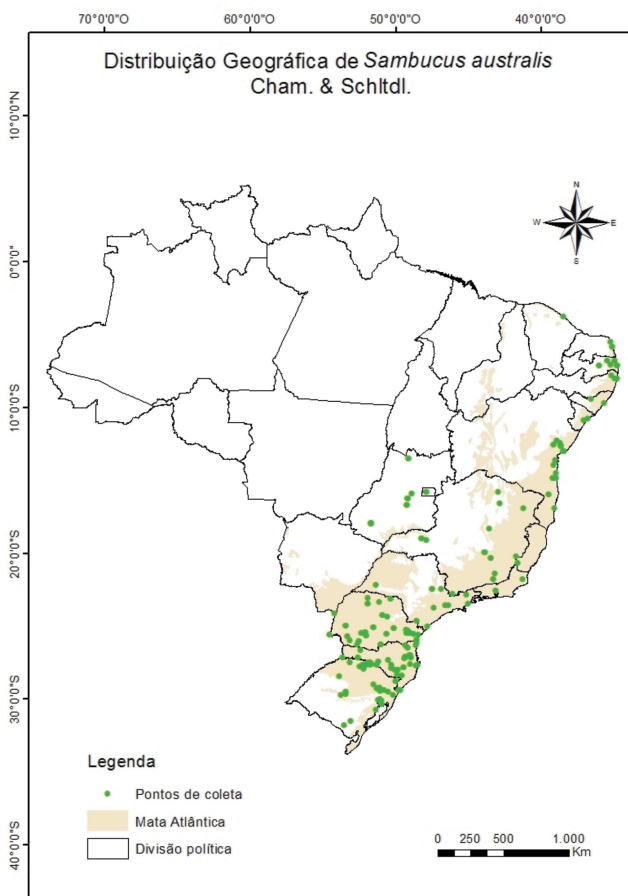 70°0'0"W 60°0'0"W 50°0'0"W 40°0'0"W
Distribuição Geográfica de Sambucus australis
Cham. & Schltdl.
10°0'0"N
N
W E
S
0°0'0"
10°0'0"S
20°0'0"S
30°0'0"S
40°0'0"S
Legenda
Pontos de coleta
Mata Atlântica
Divisão política
0 250 500 1.000
Km